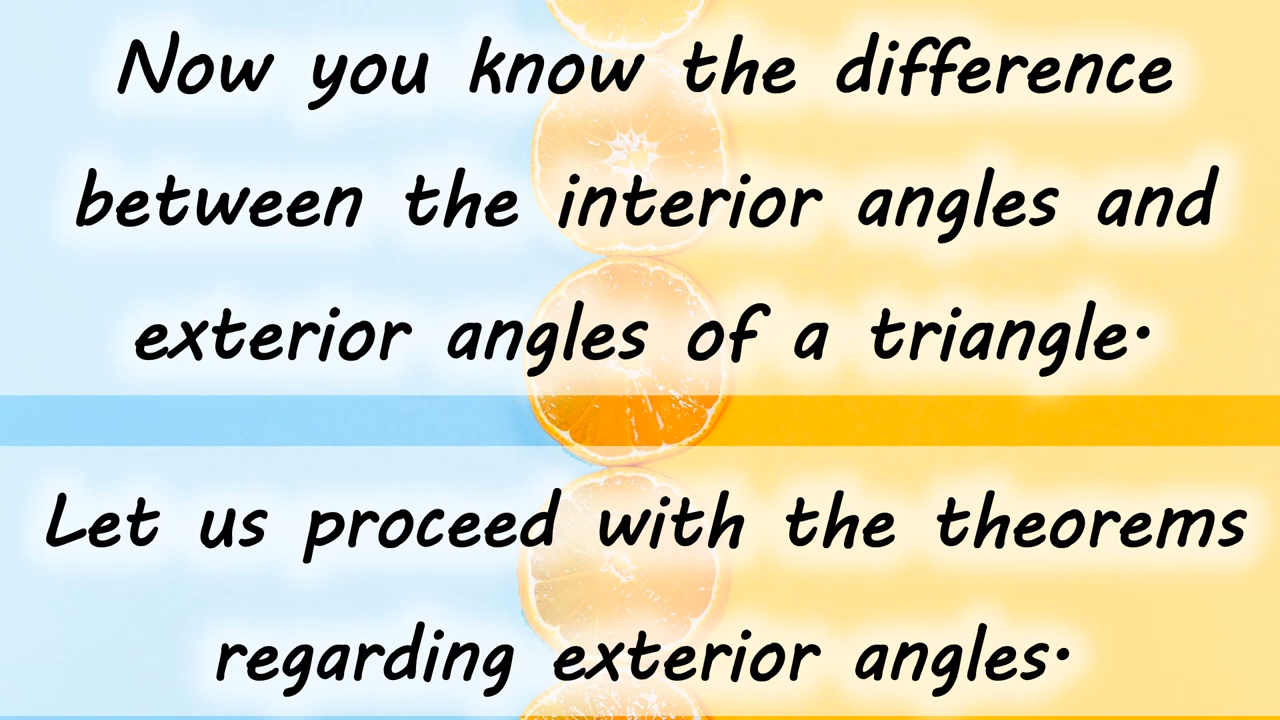 Now you know the difference
between the interior angles and
exterior angles of a triangle.
Let us proceed with the theorems
regarding exterior angles.